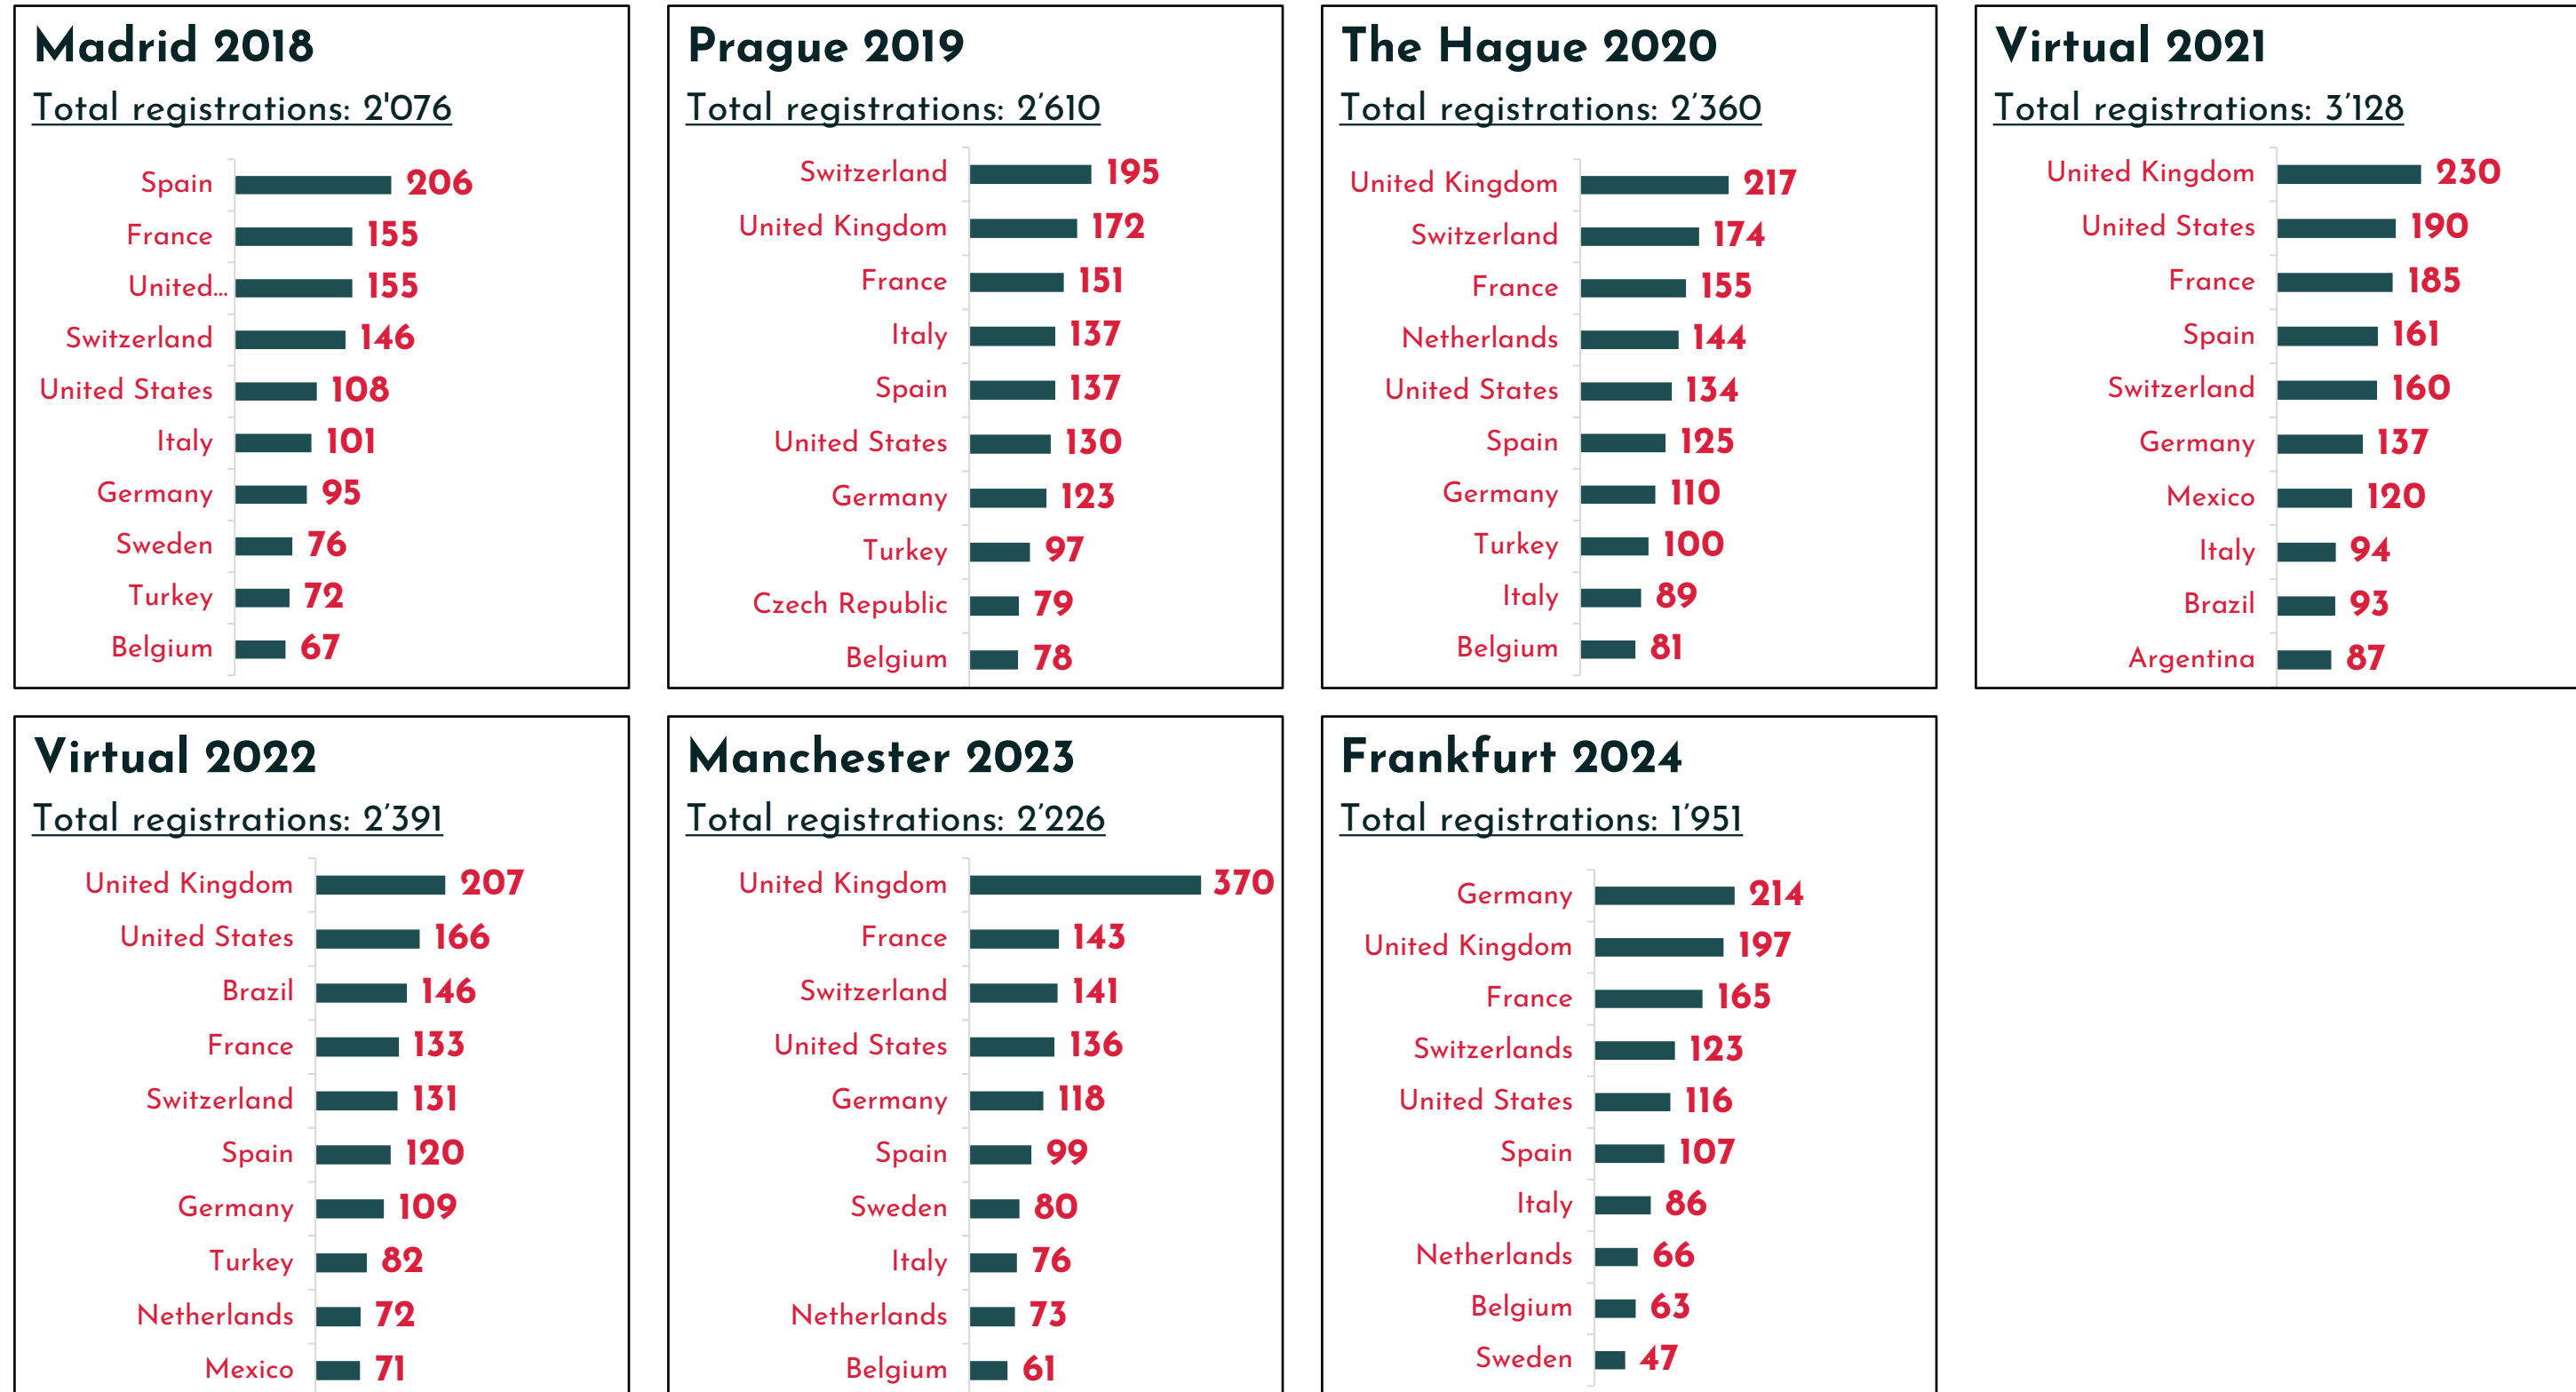 Madrid 2018
Total registrations: 2'076
Spain 206
France 155
United... 155
Switzerland 146
United States 108
Italy 101
Germany 95
Sweden 76
Turkey 72
Belgium 67
Prague 2019
Total registrations: 2’610
Switzerland 195
United Kingdom 172
France 151
Italy 137
Spain 137
United States 130
Germany 123
Turkey 97
Czech Republic 79
Belgium 78
The Hague 2020
Total registrations: 2’360
United Kingdom 217
Switzerland 174
France 155
Netherlands 144
United States 134
Spain 125
Germany 110
Turkey 100
Italy 89
Belgium 81
Virtual 2021
Total registrations: 3’128
United Kingdom 230
United States 190
France 185
Spain 161
Switzerland 160
Germany 137
Mexico 120
Italy 94
Brazil 93
Argentina 87
Virtual 2022
Total registrations: 2’391
United Kingdom 207
United States 166
Brazil 146
France 133
Switzerland 131
Spain 120
Germany 109
Turkey 82
Netherlands 72
Mexico 71
Manchester 2023
Total registrations: 2’226
United Kingdom 370
France 143
Switzerland 141
United States 136
Germany 118
Spain 99
Sweden 80
Italy 76
Netherlands 73
Belgium 61
Frankfurt 2024
Total registrations: 1’951
Germany 214
United Kingdom 197
France 165
Switzerlands 123
United States 116
Spain 107
Italy 86
Netherlands 66
Belgium 63
Sweden 47